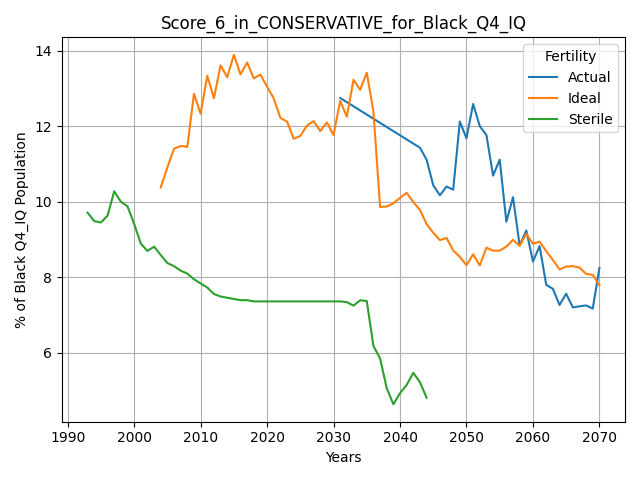 Score_6_in_CONSERVATIVE_for_Black_Q4_IQ
% of Black Q4_IQ Population
14
12
10
8
6
Fertility
Actual
Ideal
Sterile
1990 2000 2010 2020 2030 2040 2050 2060 2070
Years